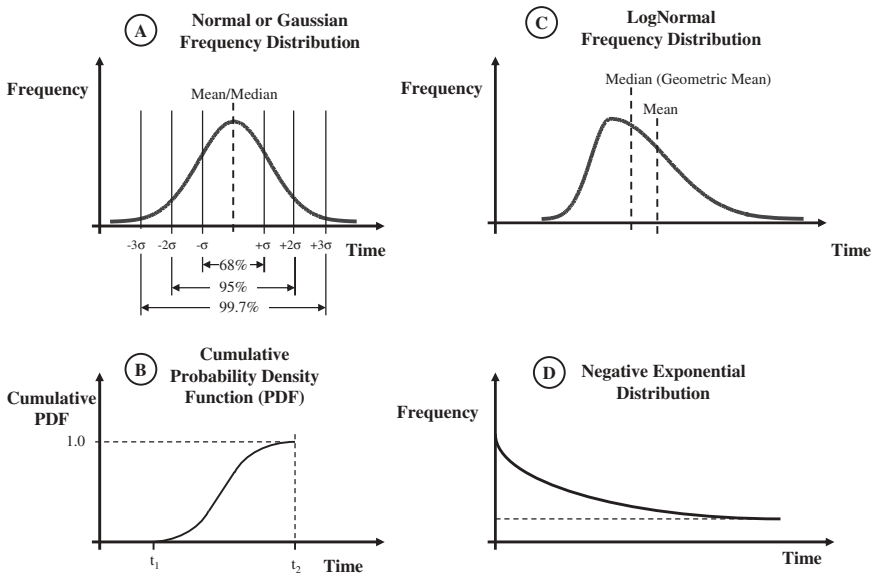 A
Normal or Gaussian
Frequency Distribution
Frequency
Mean/Median
-3σ -2σ -σ +σ +2σ +3σ
Time
68%
95%
99.7%
C
LogNormal
Frequency Distribution
Frequency
Median (Geometric Mean)
Mean
Time
B
Cumulative
Probability Density
Function (PDF)
Cumulative
PDF
1.0
t1 t2 Time
D
Negative Exponential
Distribution
Frequency
Time